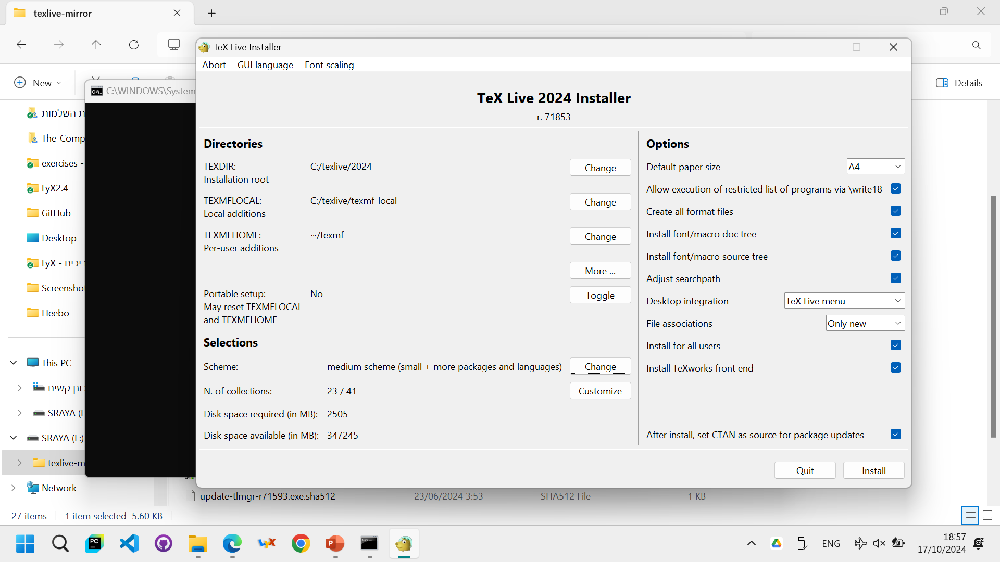 texlive-mirror
TeX Live Installer
Abort GUI language Font scaling
New
Details
C:\WINDOWS\System
TeX Live 2024 Installer
r. 71853
Directories
TEXDIR: C:/texlive/2024 Change
Installation root
TEXMFLOCAL: C:/texlive/texmf-local Change
Local additions
TEXMFHOME: ~/texmf Change
Per-user additions
More ...
Portable setup: No Toggle
May reset TEXMFLOCAL
and TEXMFHOME
Selections
Scheme: medium scheme (small + more packages and languages) Change
N. of collections: 23 / 41 Customize
Disk space required (in MB): 2505
Disk space available (in MB): 347245
Options
Default paper size A4
Allow execution of restricted list of programs via \write18
Create all format files
Install font/macro doc tree
Install font/macro source tree
Adjust searchpath
Desktop integration TeX Live menu
File associations Only new
Install for all users
Install TeXworks front end
After install, set CTAN as source for package updates
Quit Install
ת השלמות
The_Comp
exercises -
LyX2.4
GitHub
Desktop
LyX -
Screensho
Heebo
This PC
קשיח
SRAYA (E
SRAYA (E:)
texlive-m
Network
update-tlmgr-r71593.exe.sha512 23/06/2024 3:53 SHA512 File 1 KB
27 items 1 item selected 5.60 KB
ENG
18:57
17/10/2024